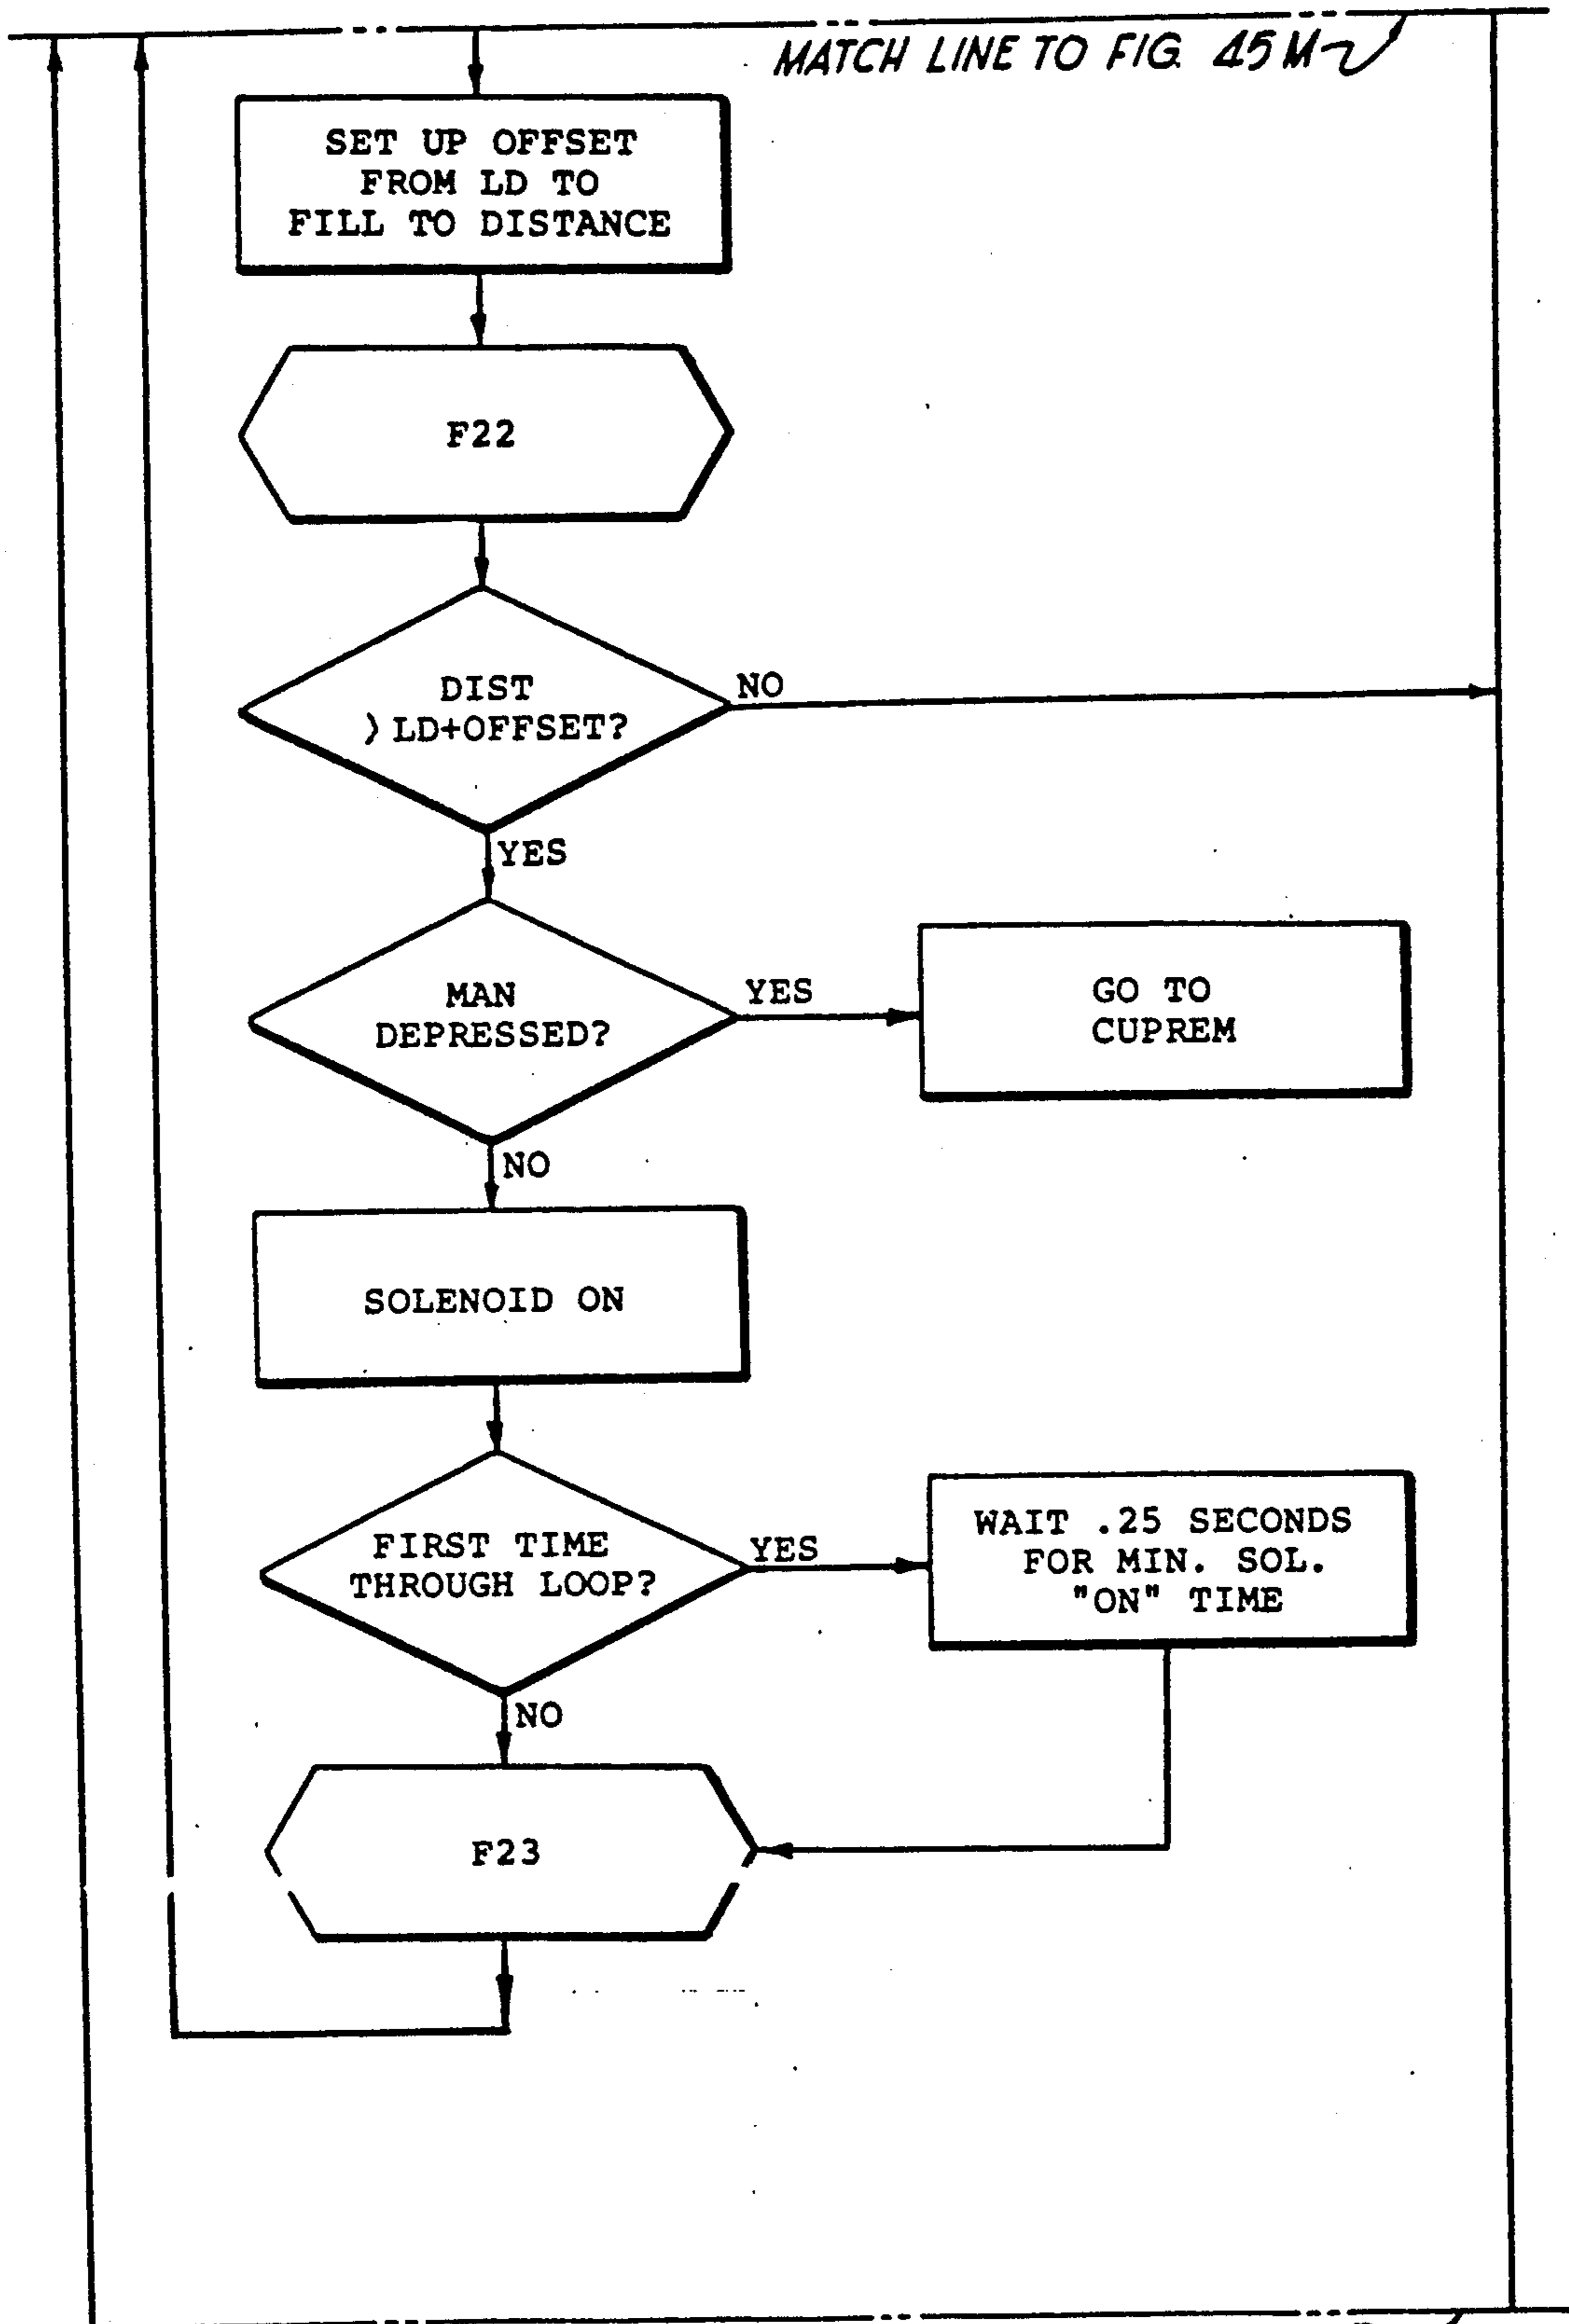 MATCH LINE TO FIG. 45M
SET UP OFFSET
FROM LD TO
FILL TO DISTANCE
F22
DIST
> LD+OFFSET?
NO
YES
MAN
DEPRESSED?
YES
GO TO
CUPREM
NO
SOLENOID ON
FIRST TIME
THROUGH LOOP?
YES
WAIT .25 SECONDS
FOR MIN. SOL.
"ON" TIME
NO
F23